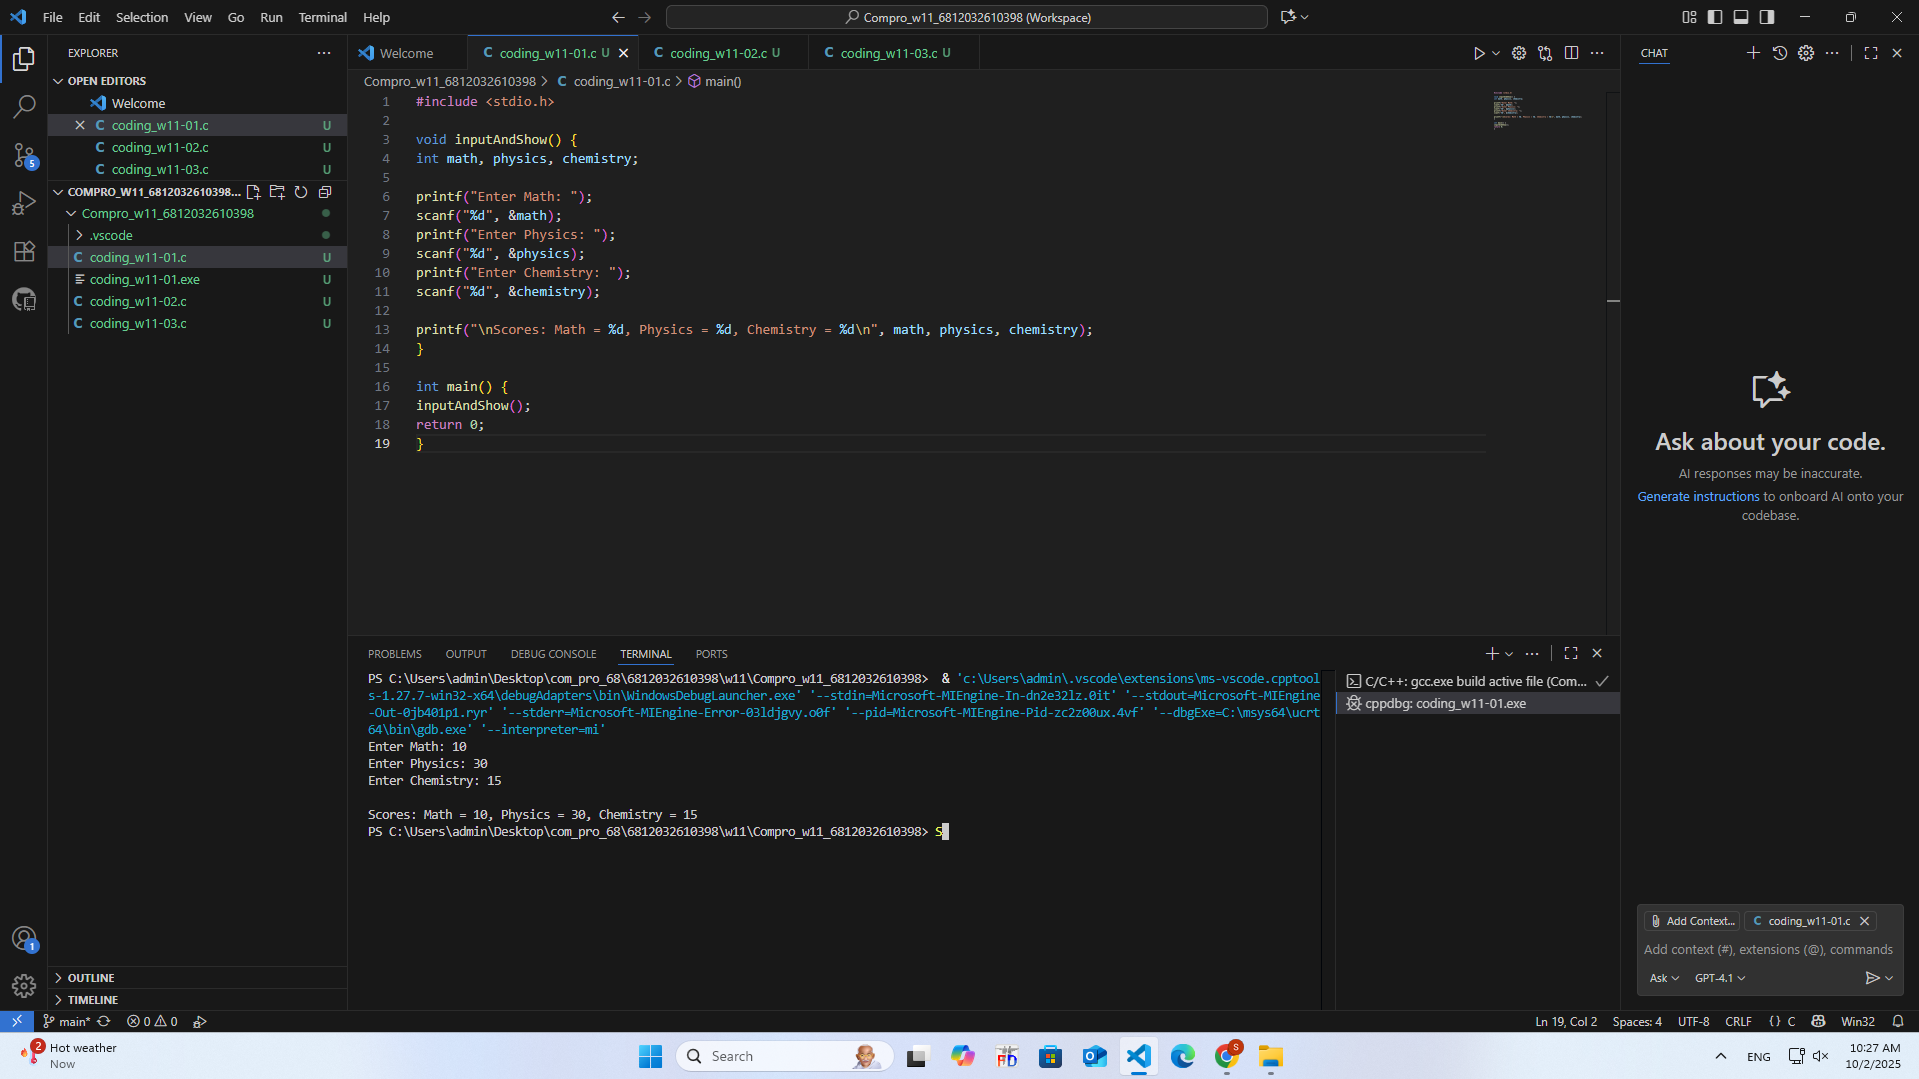 File Edit Selection View Go Run Terminal Help
Compro_w11_6812032610398 (Workspace)
EXPLORER
OPEN EDITORS
Welcome
coding_w11-01.c U
coding_w11-02.c U
coding_w11-03.c U
COMPRO_W11_6812032610398...
Compro_w11_6812032610398
.vscode
coding_w11-01.c U
coding_w11-01.exe U
coding_w11-02.c U
coding_w11-03.c U
OUTLINE
TIMELINE
5
1
Welcome coding_w11-01.c U coding_w11-02.c U coding_w11-03.c U
Compro_w11_6812032610398 > C coding_w11-01.c > main()
1 #include <stdio.h>
2
3 void inputAndShow() {
4 int math, physics, chemistry;
5
6 printf("Enter Math: ");
7 scanf("%d", &math);
8 printf("Enter Physics: ");
9 scanf("%d", &physics);
10 printf("Enter Chemistry: ");
11 scanf("%d", &chemistry);
12
13 printf("\nScores: Math = %d, Physics = %d, Chemistry = %d\n", math, physics, chemistry);
14 }
15
16 int main() {
17 inputAndShow();
18 return 0;
19 }
PROBLEMS OUTPUT DEBUG CONSOLE TERMINAL PORTS
PS C:\Users\admin\Desktop\com_pro_68\6812032610398\w11\Compro_w11_6812032610398> & 'c:\Users\admin\.vscode\extensions\ms-vscode.cpptool
s-1.27.7-win32-x64\debugAdapters\bin\WindowsDebugLauncher.exe' '--stdin=Microsoft-MIEngine-In-dn2e32lz.0it' '--stdout=Microsoft-MIEngine
-Out-0jb401p1.ryr' '--stderr=Microsoft-MIEngine-Error-03ldjgvy.o0f' '--pid=Microsoft-MIEngine-Pid-zc2z00ux.4vf' '--dbgExe=C:\msys64\ucrt
64\bin\gdb.exe' '--interpreter=mi'
Enter Math: 10
Enter Physics: 30
Enter Chemistry: 15
Scores: Math = 10, Physics = 30, Chemistry = 15
PS C:\Users\admin\Desktop\com_pro_68\6812032610398\w11\Compro_w11_6812032610398> S
C/C++: gcc.exe build active file (Com...
cppdbg: coding_w11-01.exe
CHAT
Ask about your code.
AI responses may be inaccurate.
Generate instructions to onboard AI onto your
codebase.
Add Context... C coding_w11-01.c
Add context (#), extensions (@), commands
Ask GPT-4.1
main* 0 0
Ln 19, Col 2 Spaces: 4 UTF-8 CRLF {} C Win32
2
Hot weather
Now
Search
S
ENG
10:27 AM
10/2/2025